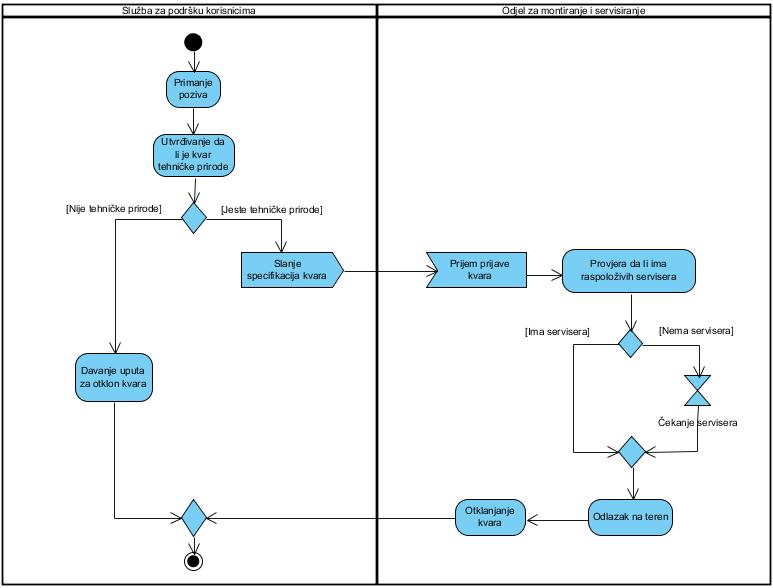 Služba za podršku korisnicima
Odjel za montiranje i servisiranje
Primanje
poziva
Utvrđivanje da
li je kvar
tehničke prirode
[Nije tehničke prirode]
[Jeste tehničke prirode]
Slanje
specifikacija kvara
Prijem prijave
kvara
Provjera da li ima
raspoloživih servisera
[Ima servisera]
[Nema servisera]
Davanje uputa
za otklon kvara
Čekanje servisera
Otklanjanje
kvara
Odlazak na teren